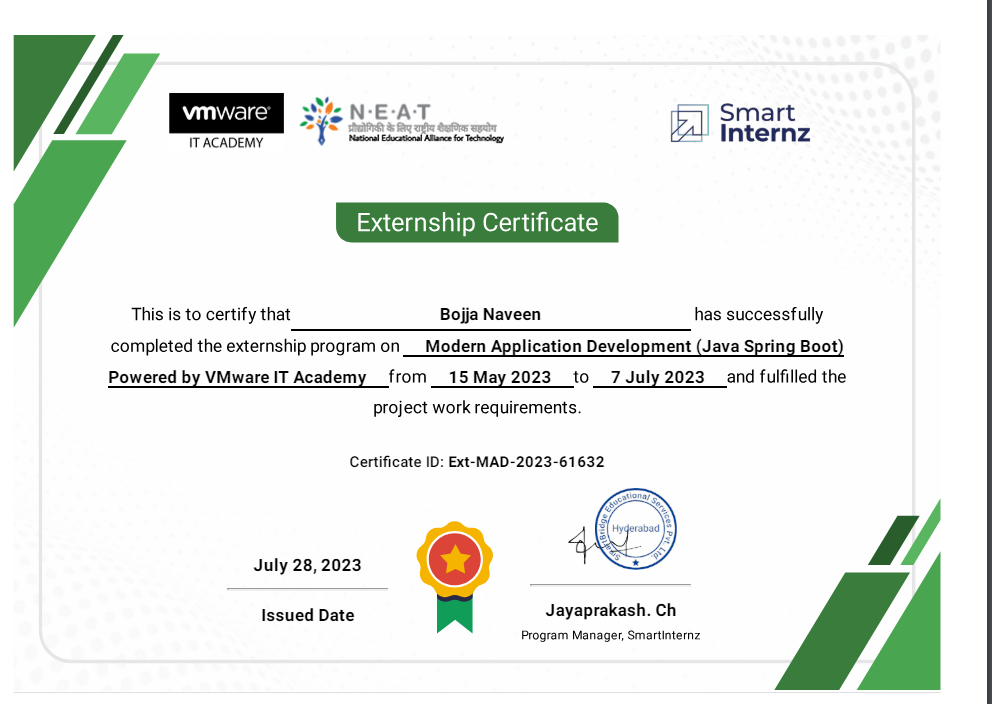 vmware®
IT ACADEMY
N·E·A·T
प्रौद्योगिकी के लिए राष्ट्रीय शैक्षणिक सहयोग
National Educational Alliance for Technology
Smart
Internz
Externship Certificate
This is to certify that Bojja Naveen has successfully
completed the externship program on Modern Application Development (Java Spring Boot)
Powered by VMware IT Academy from 15 May 2023 to 7 July 2023 and fulfilled the
project work requirements.
Certificate ID: Ext-MAD-2023-61632
SmartBridge Educational Services Pvt. Ltd.
Hyderabad
July 28, 2023
Issued Date
Jayaprakash. Ch
Program Manager, SmartInternz